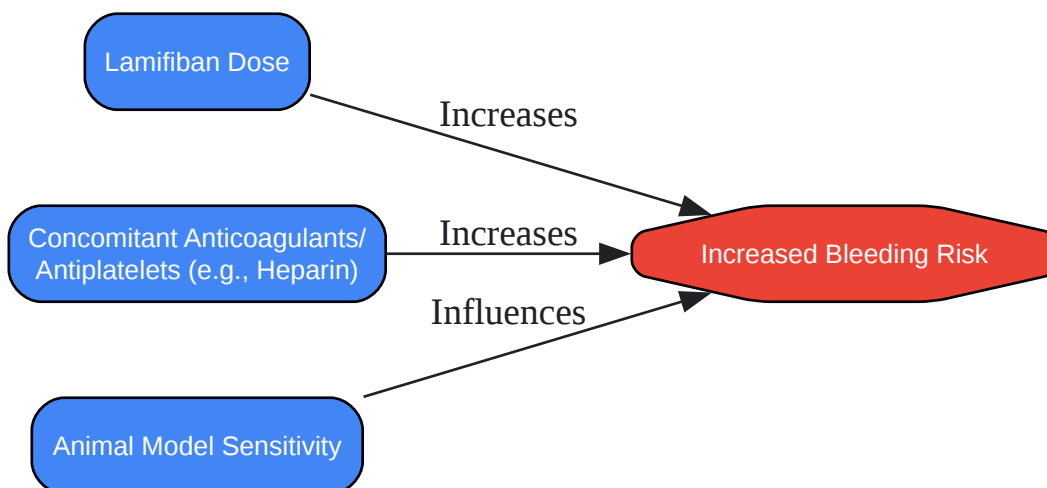 Lamifiban Dose
Increases
Concomitant Anticoagulants/
Antiplatelets (e.g., Heparin)
Increases
Increased Bleeding Risk
Influences
Animal Model Sensitivity